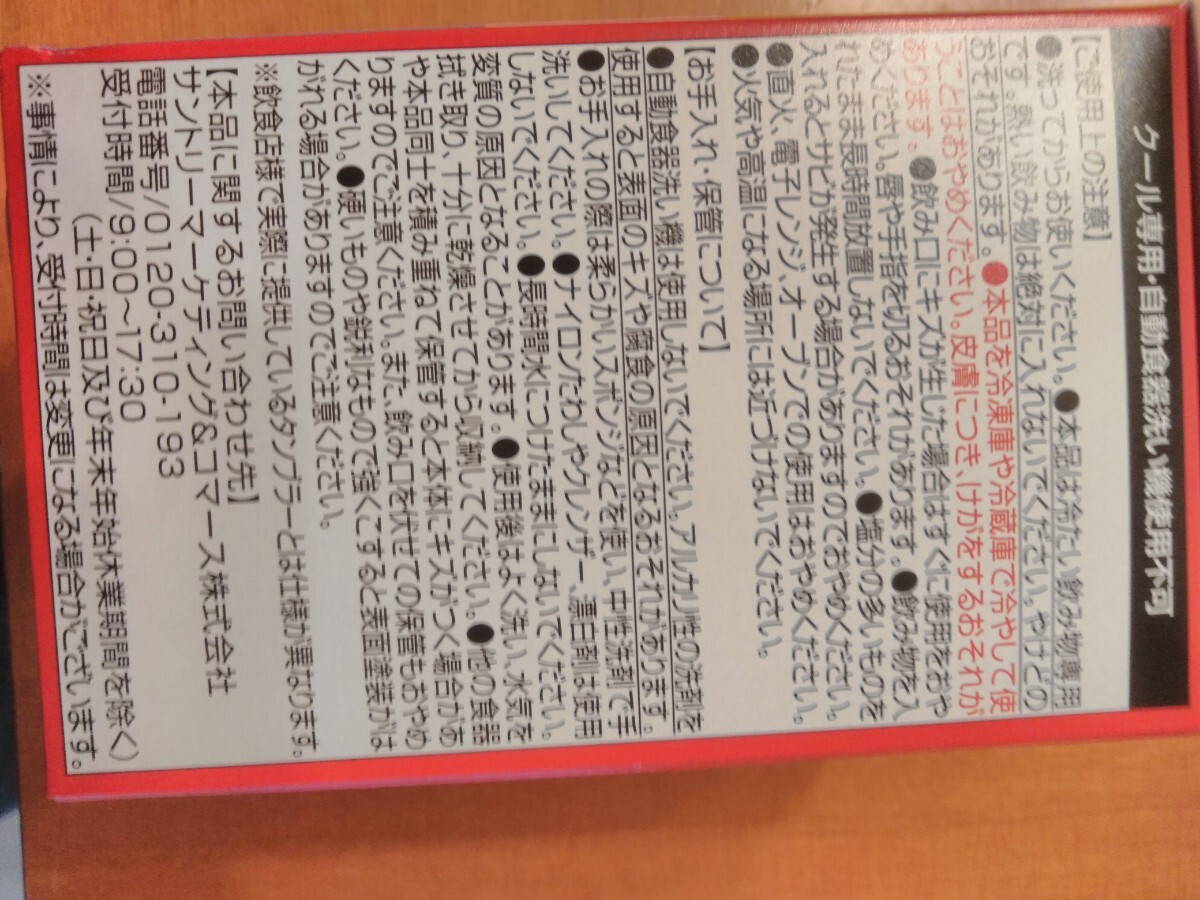 クール専用・自動食器洗い機使用不可
【ご使用上の注意】
●洗ってからお使いください。●本品は冷たい飲み物専用
です。熱い飲み物は絶対に入れないでください。やけどの
おそれがあります。●本品を冷凍庫や冷蔵庫で冷やして使
うことはおやめください。皮膚につき、けがをするおそれが
あります。●飲み口にキズが生じた場合はすぐに使用をおや
めください。唇や手指を切るおそれがあります。●飲み物を入
れたまま長時間放置しないでください。●塩分の多いものを
入れるとサビが発生する場合がありますのでおやめください。
●直火、電子レンジ、オーブンでの使用はおやめください。
●火気や高温になる場所には近づけないでください。
【お手入れ・保管について】
●自動食器洗い機は使用しないでください。アルカリ性の洗剤を
使用すると表面のキズや腐食の原因となるおそれがあります。
●お手入れの際は柔らかいスポンジなどを使い、中性洗剤で手
洗いしてください。●ナイロンたわしやクレンザー、漂白剤は使用
しないでください。●長時間水につけたままにしないでください。
変質の原因となることがあります。●使用後はよく洗い、水気を
拭き取り、十分に乾燥させてから収納してください。●他の食器
や本品同士を積み重ねて保管すると本体にキズがつく場合があ
りますのでご注意ください。また、飲み口を伏せての保管もおやめ
ください。●硬いものや鋭利なもので強くこすると表面塗装がは
がれる場合がありますのでご注意ください。
※飲食店様で実際に提供しているタンブラーとは仕様が異なります。
【本品に関するお問い合わせ先】
サントリーマーケティング&コマース株式会社
電話番号/0120-310-193
受付時間/9:00〜17:30
(土・日・祝日及び年末年始休業期間を除く)
※事情により、受付時間は変更になる場合がございます。